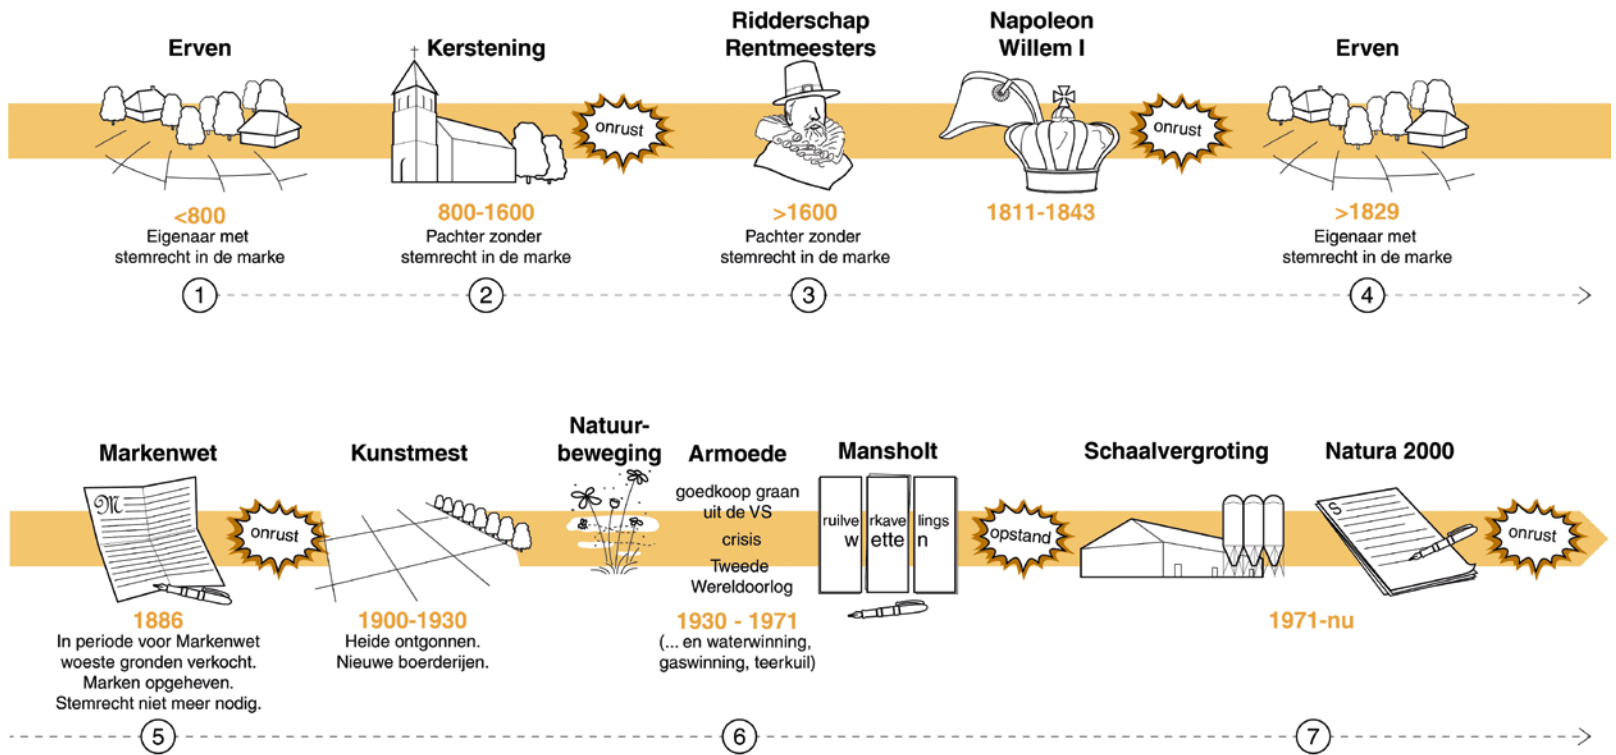 Erven
<800
Eigenaar met
stemrecht in de marke
1
Kerstening
800-1600
Pachter zonder
stemrecht in de marke
2
onrust
Ridderschap
Rentmeesters
>1600
Pachter zonder
stemrecht in de marke
3
Napoleon
Willem I
1811-1843
onrust
Erven
>1829
Eigenaar met
stemrecht in de marke
4
Markenwet
M
1886
In periode voor Markenwet
woeste gronden verkocht.
Marken opgeheven.
Stemrecht niet meer nodig.
5
onrust
Kunstmest
1900-1930
Heide ontgonnen.
Nieuwe boerderijen.
Natuur-
beweging
Armoede
goedkoop graan
uit de VS
crisis
Tweede
Wereldoorlog
1930 - 1971
(... en waterwinning,
gaswinning, teerkuil)
6
Mansholt
ruilve rkave lings
w ette n
opstand
Schaalvergroting
Natura 2000
S
1971-nu
7
onrust